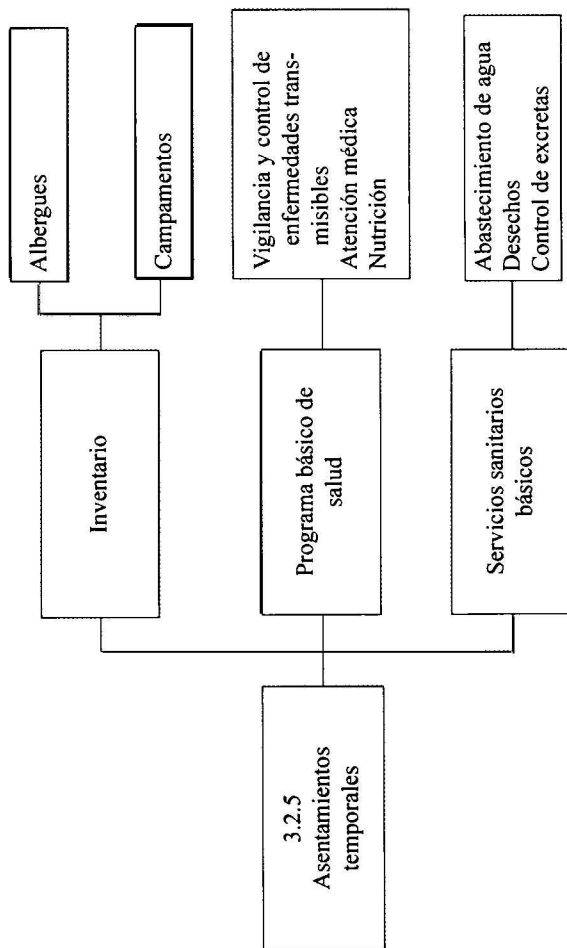 3.2.5
Asentamientos
temporales
Inventario
Albergues
Campamentos
Programa básico de
salud
Vigilancia y control de
enfermedades trans-
misibles
Atención médica
Nutrición
Servicios sanitarios
básicos
Abastecimiento de agua
Desechos
Control de excretas